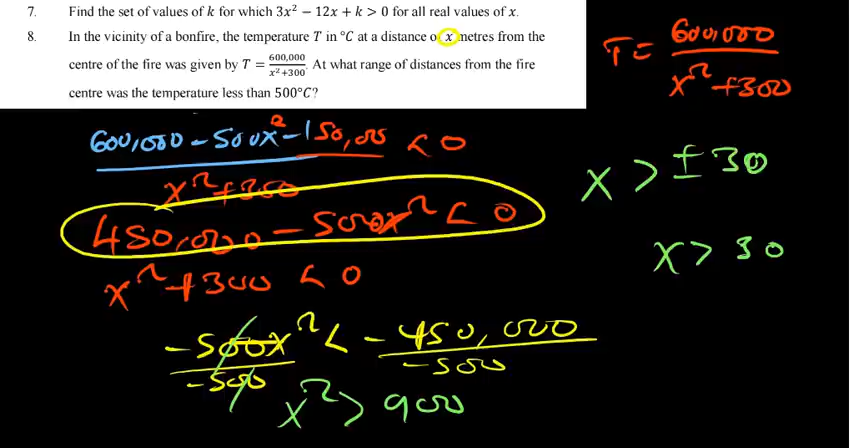 7. Find the set of values of k for which 3x² − 12x + k > 0 for all real values of x.
8. In the vicinity of a bonfire, the temperature T in °C at a distance o x metres from the
centre of the fire was given by T = 600,000/x²+300. At what range of distances from the fire
centre was the temperature less than 500°C?
T = 600,000/x² + 300
600,000 − 500x² − 150,000 < 0
x² + 300
450,000 − 500x² < 0
x² + 300 < 0
−500x²/−500 < −450,000/−500
x² > 900
x > ± 30
x > 30